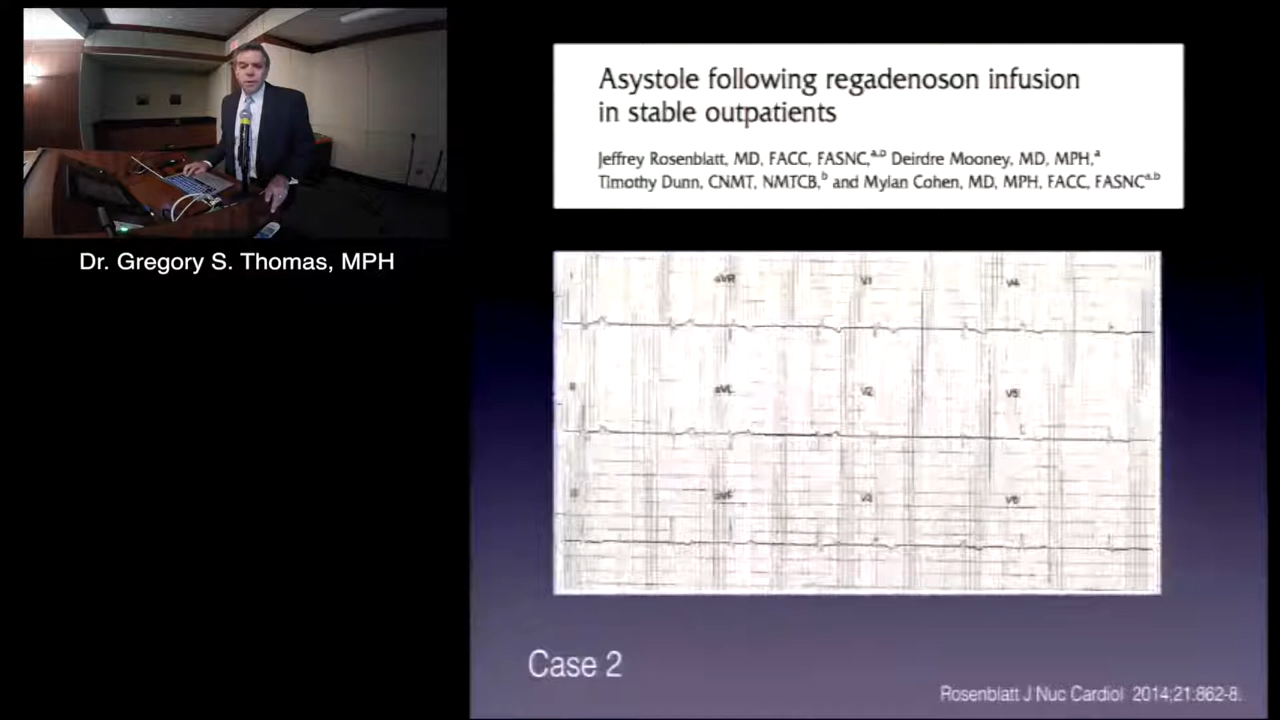 Asystole following regadenoson infusion
in stable outpatients
Jeffrey Rosenblatt, MD, FACC, FASNC,a,b Deirdre Mooney, MD, MPH,a
Timothy Dunn, CNMT, NMTCB,b and Mylan Cohen, MD, MPH, FACC, FASNCa,b
Dr. Gregory S. Thomas, MPH
I aVR V1 V4
II aVL V2 V5
III aVF V3 V6
Case 2
Rosenblatt J Nuc Cardiol 2014;21:862-8.